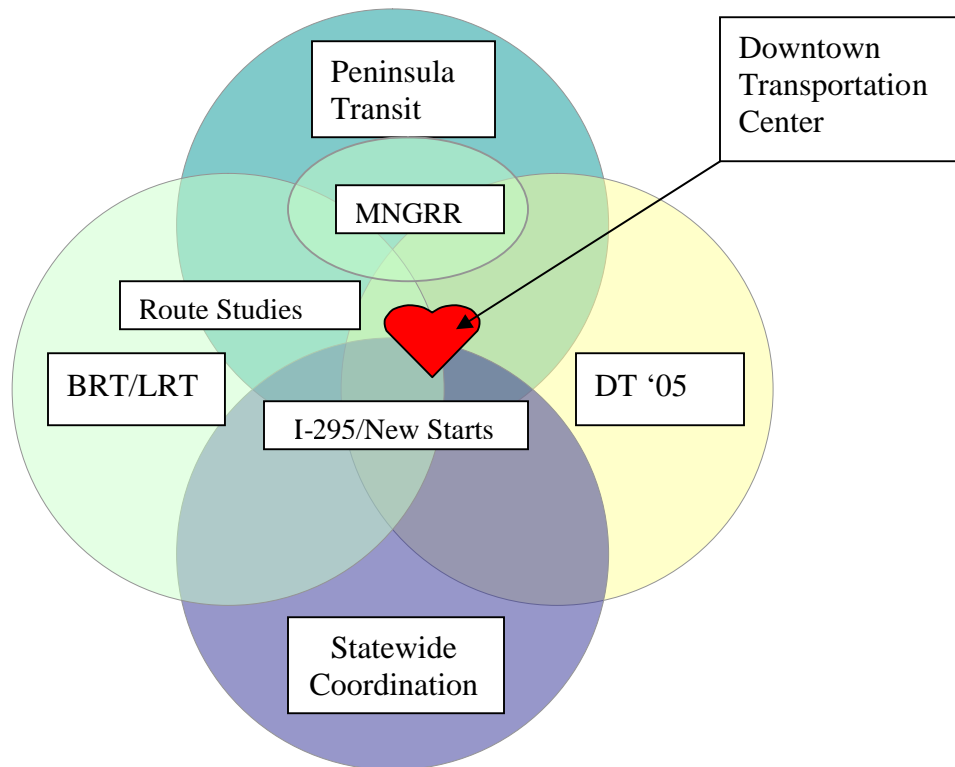 Peninsula
Transit
Downtown
Transportation
Center
MNGRR
Route Studies
BRT/LRT
DT ‘05
I-295/New Starts
Statewide
Coordination